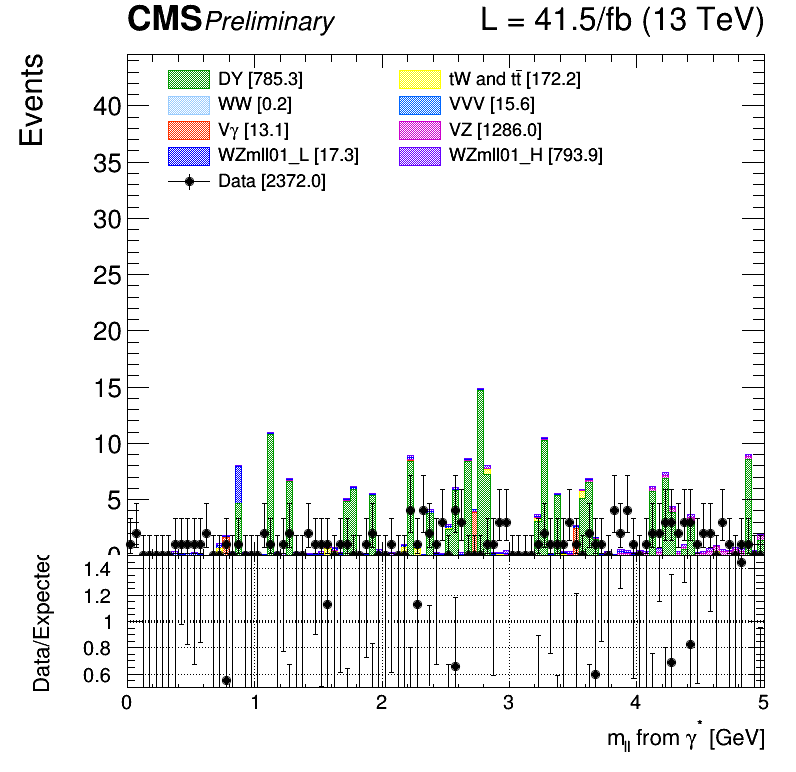 CMS Preliminary L = 41.5/fb (13 TeV)
Events
DY [785.3] tW and tt̄ [172.2]
WW [0.2] VVV [15.6]
Vγ [13.1] VZ [1286.0]
WZmll01_L [17.3] WZmll01_H [793.9]
Data [2372.0]
40
35
30
25
20
15
10
5
0
Data/Expected
1.4
1.2
1
0.8
0.6
0 1 2 3 4 5
m_ll from γ* [GeV]